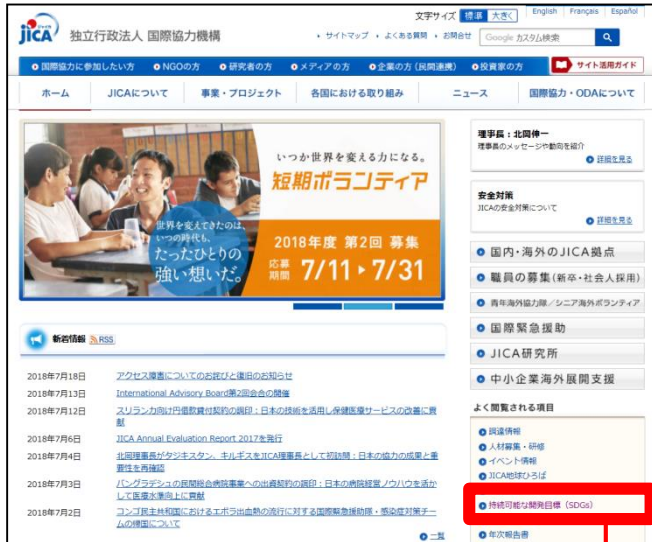 文字サイズ 標準 大きく English Français Español
jICA 独立行政法人 国際協力機構
サイトマップ よくある質問 お問合せ Google カスタム検索
国際協力に参加したい方 NGOの方 研究者の方 メディアの方 企業の方(民間連携) 投資家の方 サイト活用ガイド
ホーム JICAについて 事業・プロジェクト 各国における取り組み ニュース 国際協力・ODAについて
いつか世界を変える力になる。
短期ボランティア
世界を変えてきたのは、
いつの時代も、
たったひとりの
強い想いだ。
2018年度 第2回 募集
応募期間 7/11 ▸ 7/31
理事長:北岡伸一
理事長のメッセージや動向を紹介
詳細を見る
安全対策
JICAの安全対策について
詳細を見る
国内・海外のJICA拠点
職員の募集(新卒・社会人採用)
青年海外協力隊/シニア海外ボランティア
国際緊急援助
JICA研究所
中小企業海外展開支援
新着情報 RSS
2018年7月18日 アクセス障害についてのお詫びと復旧のお知らせ
2018年7月13日 International Advisory Board第2回会合の開催
2018年7月12日 スリランカ向け円借款貸付契約の調印:日本の技術を活用し保健医療サービスの改善に貢
献
2018年7月6日 JICA Annual Evaluation Report 2017を発行
2018年7月4日 北岡理事長がタジキスタン、キルギスをJICA理事長として初訪問:日本の協力の成果と重
要性を再確認
2018年7月3日 バングラデシュの民間総合病院事業への出資契約の調印:日本の病院経営ノウハウを活か
して医療水準向上に貢献
2018年7月2日 コンゴ民主共和国におけるエボラ出血熱の流行に対する国際緊急援助隊・感染症対策チー
ムの帰国について
一覧
よく閲覧される項目
調達情報
人材募集・研修
イベント情報
JICA地球ひろば
持続可能な開発目標(SDGs)
年次報告書